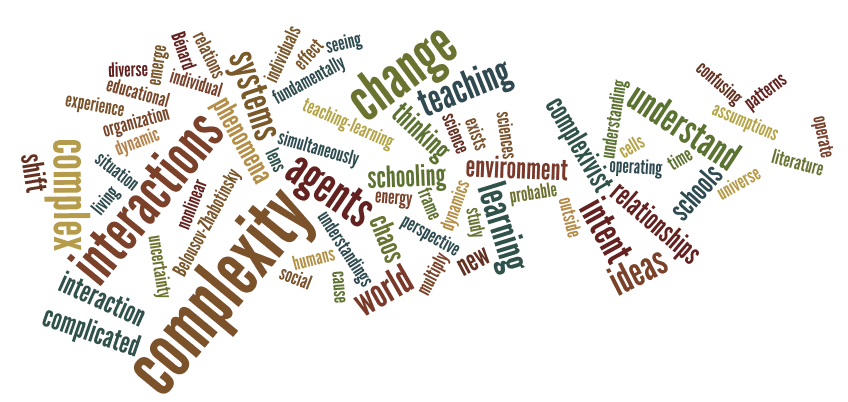 individuals
effect
seeing
Bénard
relations
emerge
diverse
individual
systems
fundamentally
change
teaching
educational
experience
organization
dynamic
phenomena
teaching-learning
thinking
science
exists
sciences
shift
complex
situation
living
interactions
nonlinear
Belousov-Zhabotinsky
lens
simultaneously
agents
schooling
energy
frame
dynamics
environment
learning
probable
study
uncertainty
interaction
complicated
complexity
understandings
humans
social
cause
chaos
world
perspective
multiply
new
complexivist
understanding
understand
cells
operating
time
confusing
patterns
assumptions
operate
literature
universe
schools
outside
intent
relationships
ideas